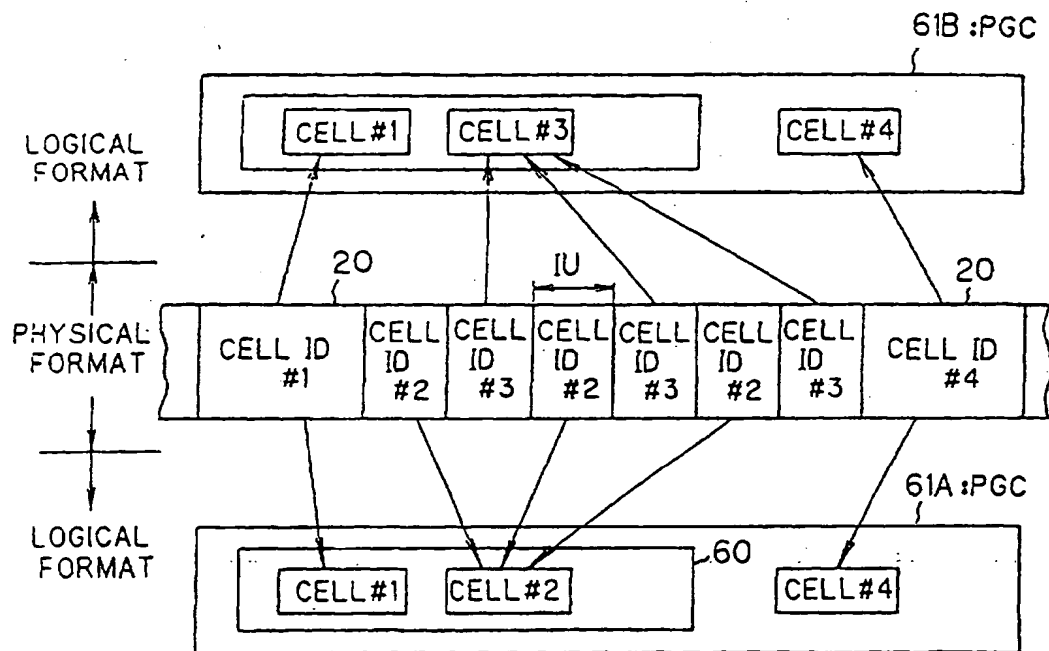 61B :PGC
CELL #1
CELL #3
CELL #4
LOGICAL
FORMAT
20
IU
20
PHYSICAL
FORMAT
CELL ID
#1
CELL
ID
#2
CELL
ID
#3
CELL
ID
#2
CELL
ID
#3
CELL
ID
#2
CELL
ID
#3
CELL ID
#4
61A :PGC
LOGICAL
FORMAT
60
CELL #1
CELL #2
CELL #4